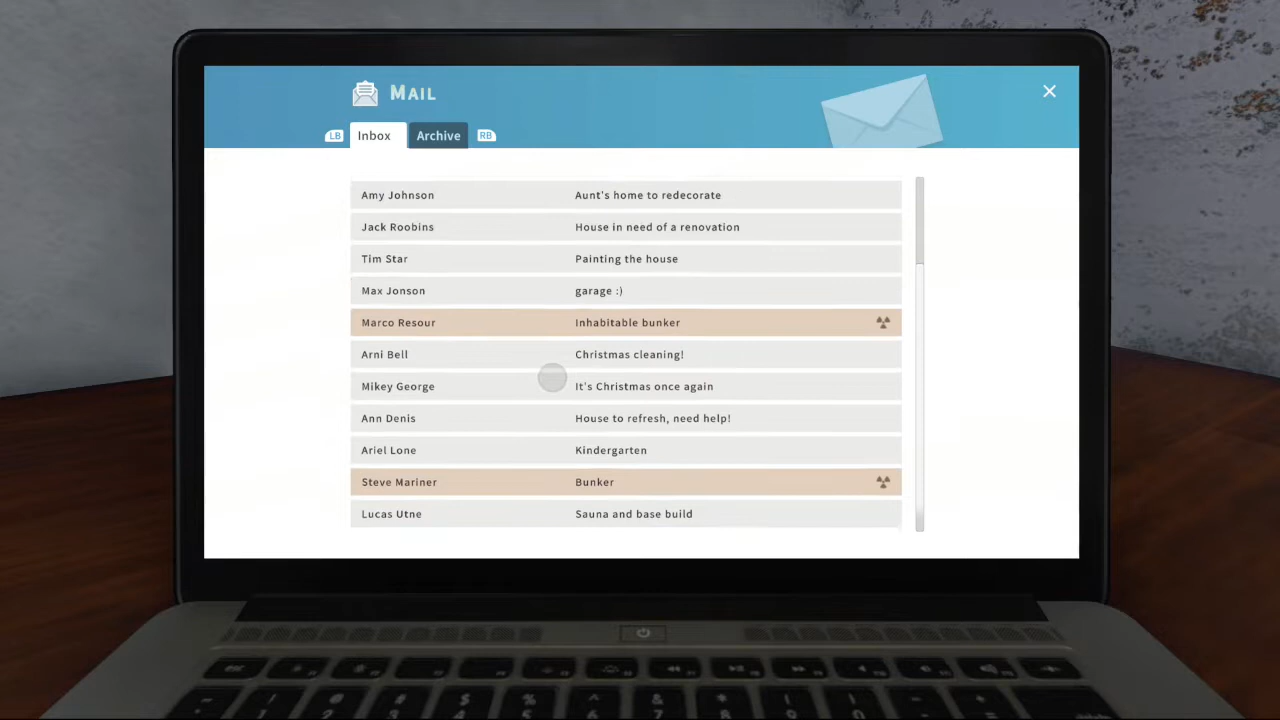 MAIL
LB Inbox Archive RB
Amy Johnson Aunt's home to redecorate
Jack Roobins House in need of a renovation
Tim Star Painting the house
Max Jonson garage :)
Marco Resour Inhabitable bunker
Arni Bell Christmas cleaning!
Mikey George It's Christmas once again
Ann Denis House to refresh, need help!
Ariel Lone Kindergarten
Steve Mariner Bunker
Lucas Utne Sauna and base build